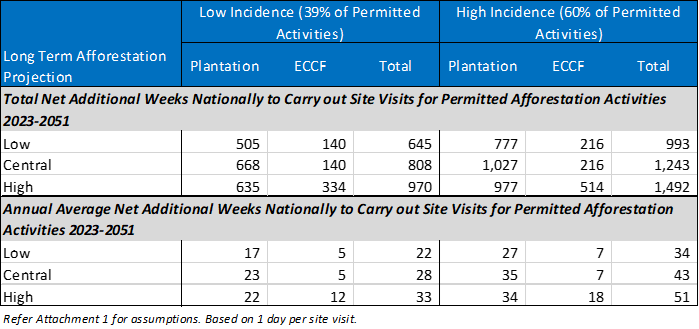 Low Incidence (39% of Permitted Activities) High Incidence (60% of Permitted Activities)
Long Term Afforestation Projection Plantation ECCF Total Plantation ECCF Total
Total Net Additional Weeks Nationally to Carry out Site Visits for Permitted Afforestation Activities
2023-2051
Low 505 140 645 777 216 993
Central 668 140 808 1,027 216 1,243
High 635 334 970 977 514 1,492
Annual Average Net Additional Weeks Nationally to Carry out Site Visits for Permitted Afforestation
Activities 2023-2051
Low 17 5 22 27 7 34
Central 23 5 28 35 7 43
High 22 12 33 34 18 51
Refer Attachment 1 for assumptions. Based on 1 day per site visit.